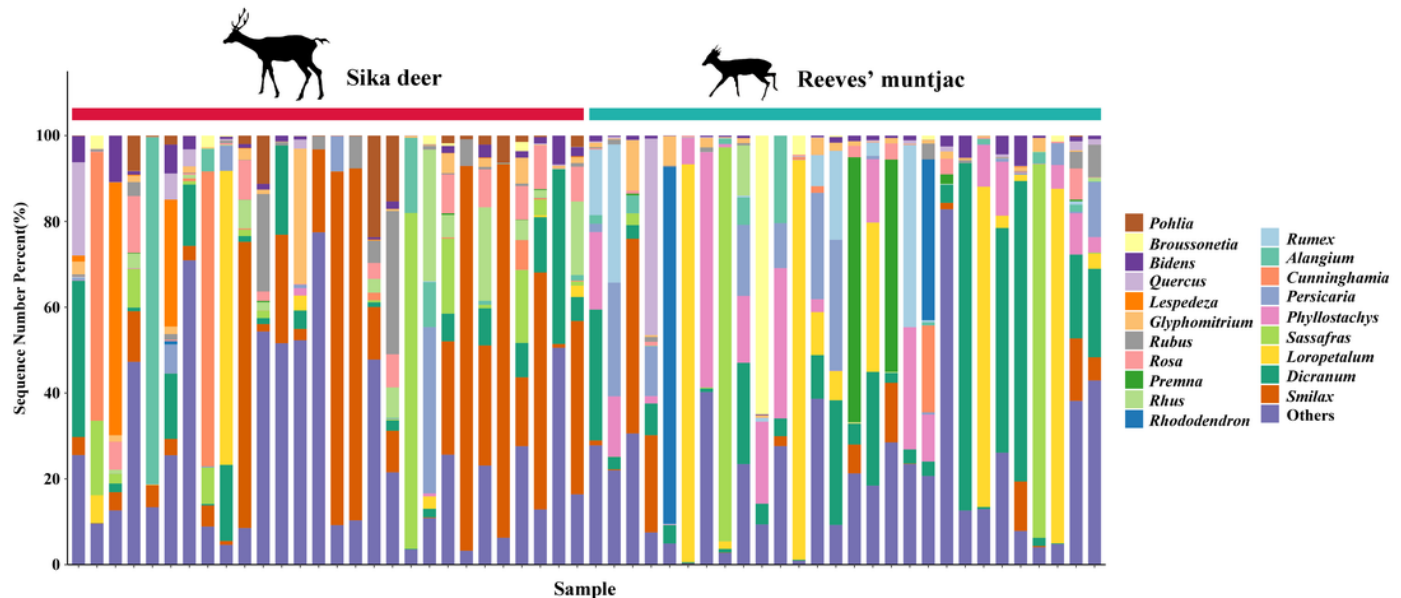 Sika deer
Reeves’ muntjac
Sequence Number Percent(%)
100
80
60
40
20
0
Sample
Pohlia
Broussonetia
Bidens
Quercus
Lespedeza
Glyphomitrium
Rubus
Rosa
Premna
Rhus
Rhododendron
Rumex
Alangium
Cunninghamia
Persicaria
Phyllostachys
Sassafras
Loropetalum
Dicranum
Smilax
Others